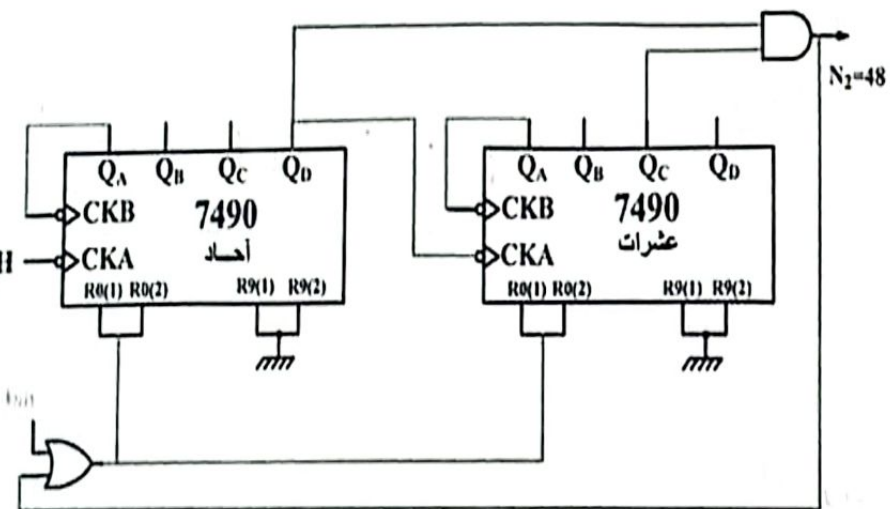 N₂=48
QA QB QC QD
QA QB QC QD
CKB 7490
CKB 7490
H CKA أحاد
CKA عشرات
R0(1) R0(2) R9(1) R9(2)
R0(1) R0(2) R9(1) R9(2)